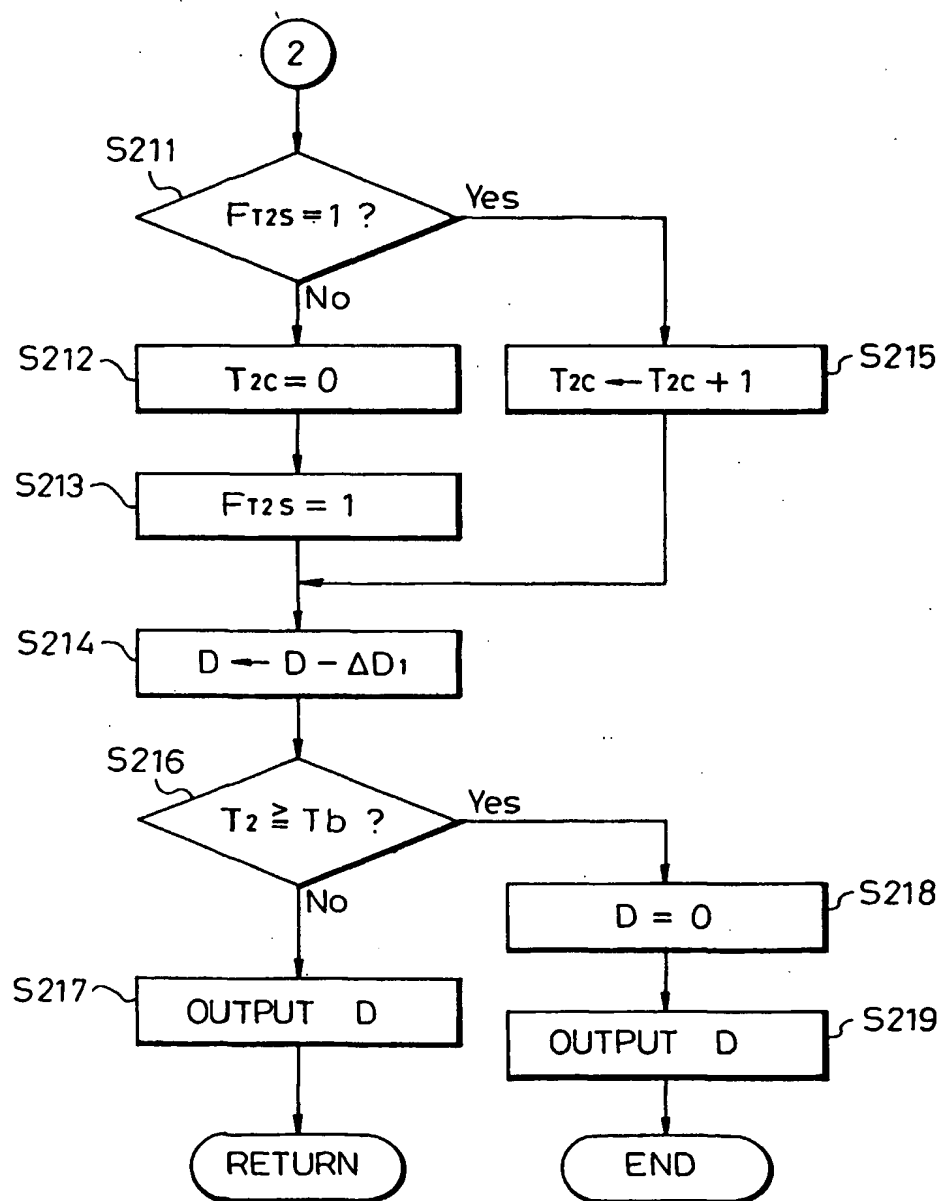 2
S211
FT2S = 1 ?
Yes
No
S212
T2C = 0
S215
T2C ← T2C + 1
S213
FT2S = 1
S214
D ← D − ΔD1
S216
T2 ≧ Tb ?
Yes
No
S218
D = 0
S217
OUTPUT D
S219
OUTPUT D
RETURN
END